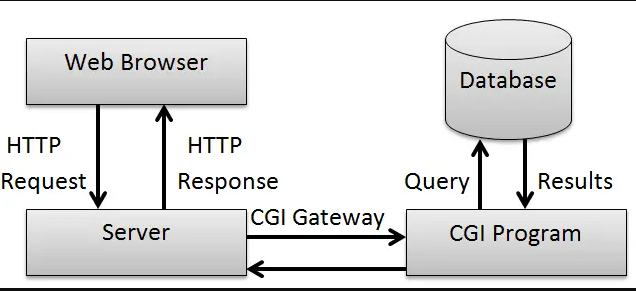 Web Browser
Database
HTTP
Request
HTTP
Response
Query
Results
Server
CGI Gateway
CGI Program